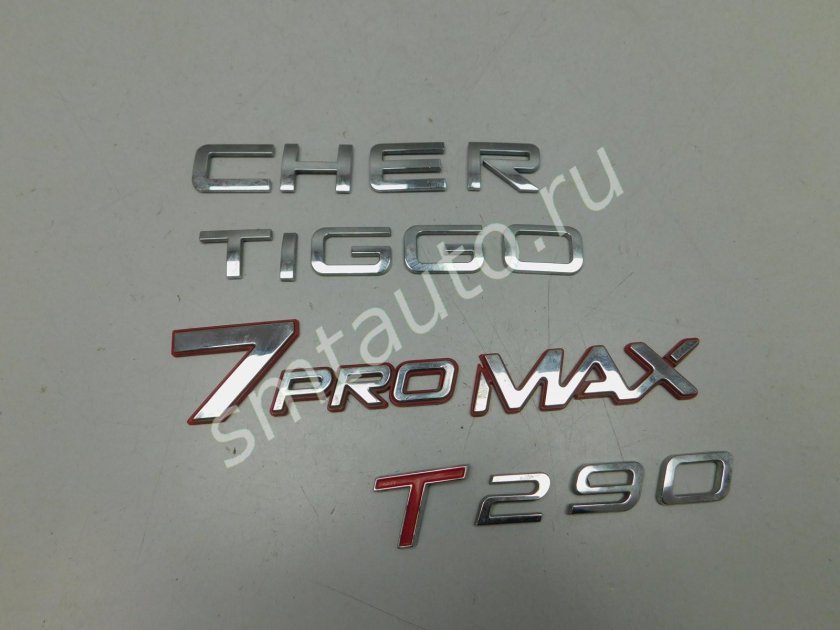 CHER
TIGGO
7 PRO MAX
T290
smtauto.ru